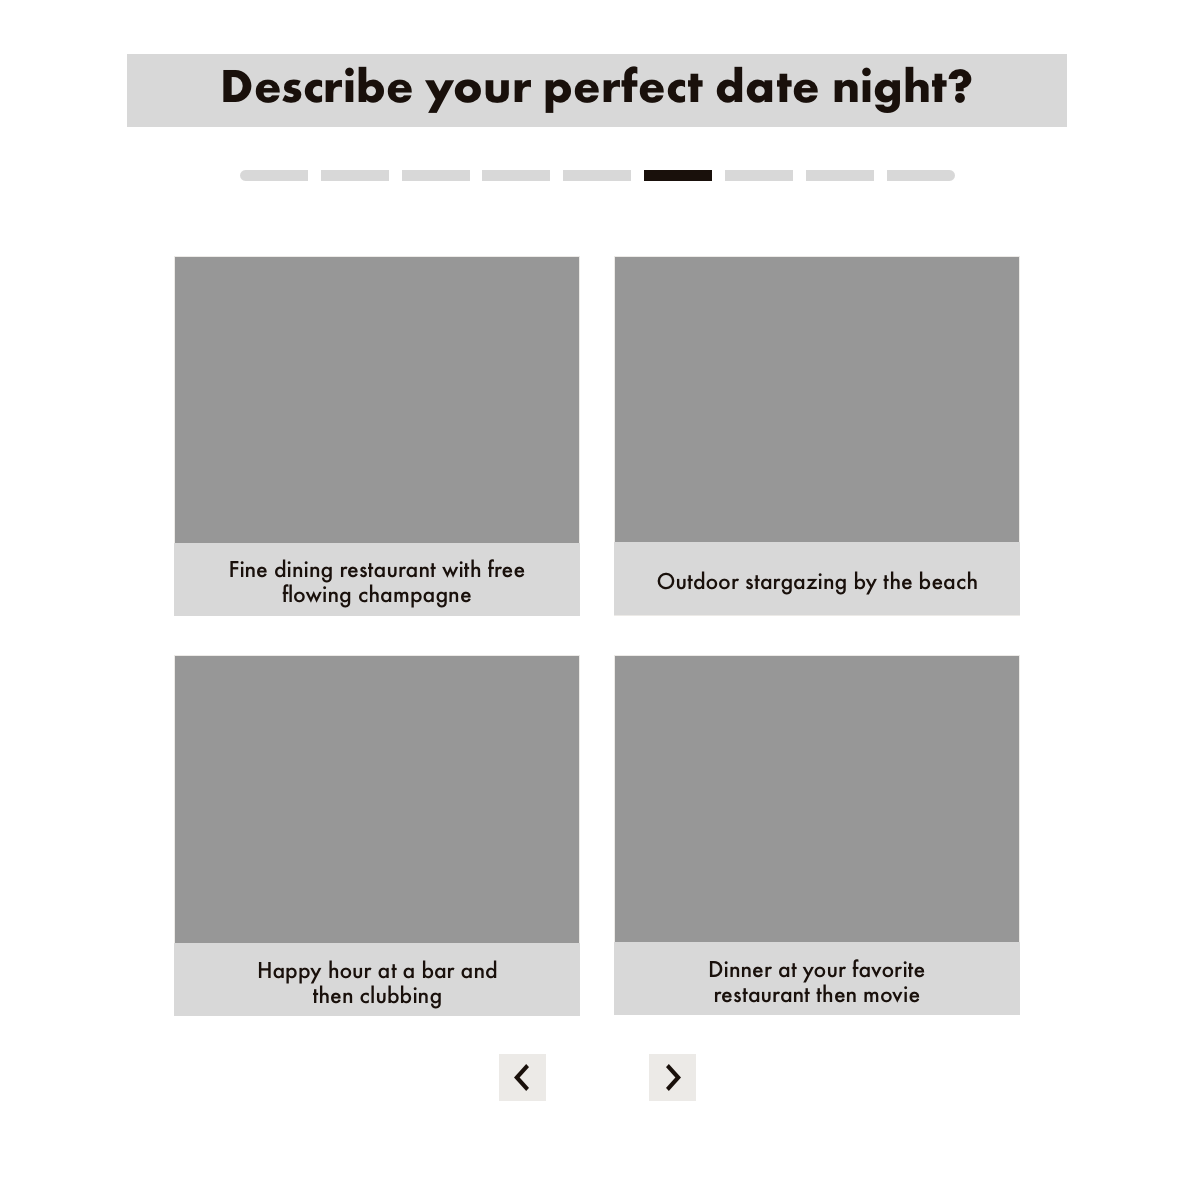 Describe your perfect date night?
Fine dining restaurant with free
flowing champagne
Outdoor stargazing by the beach
Happy hour at a bar and
then clubbing
Dinner at your favorite
restaurant then movie